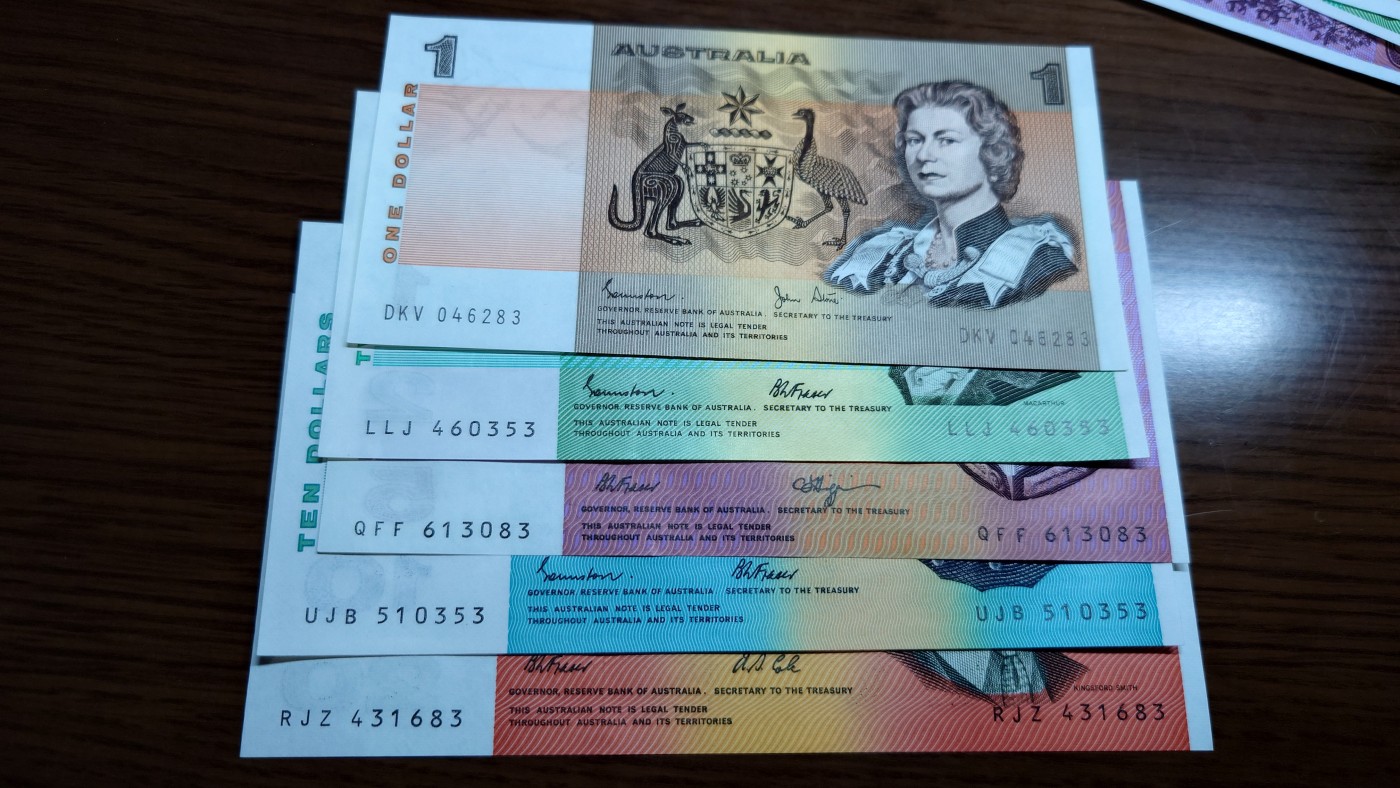 1
AUSTRALIA
1
ONE DOLLAR
John Stone
GOVERNOR, RESERVE BANK OF AUSTRALIA. SECRETARY TO THE TREASURY
THIS AUSTRALIAN NOTE IS LEGAL TENDER
THROUGHOUT AUSTRALIA AND ITS TERRITORIES
DKV 046283
DKV 046283
T
BWFraser
MACARTHUR
GOVERNOR, RESERVE BANK OF AUSTRALIA. SECRETARY TO THE TREASURY
THIS AUSTRALIAN NOTE IS LEGAL TENDER
THROUGHOUT AUSTRALIA AND ITS TERRITORIES
LLJ 460353
LLJ 460353
TEN DOLLARS
BWFraser
GOVERNOR, RESERVE BANK OF AUSTRALIA. SECRETARY TO THE TREASURY
THIS AUSTRALIAN NOTE IS LEGAL TENDER
THROUGHOUT AUSTRALIA AND ITS TERRITORIES
QFF 613083
QFF 613083
BWFraser
GOVERNOR, RESERVE BANK OF AUSTRALIA SECRETARY TO THE TREASURY
THIS AUSTRALIAN NOTE IS LEGAL TENDER
THROUGHOUT AUSTRALIA AND ITS TERRITORIES
UJB 510353
UJB 510353
BWFraser
GOVERNOR, RESERVE BANK OF AUSTRALIA. SECRETARY TO THE TREASURY
KINGSFORD SMITH
THIS AUSTRALIAN NOTE IS LEGAL TENDER
THROUGHOUT AUSTRALIA AND ITS TERRITORIES
RJZ 431683
RJZ 431683